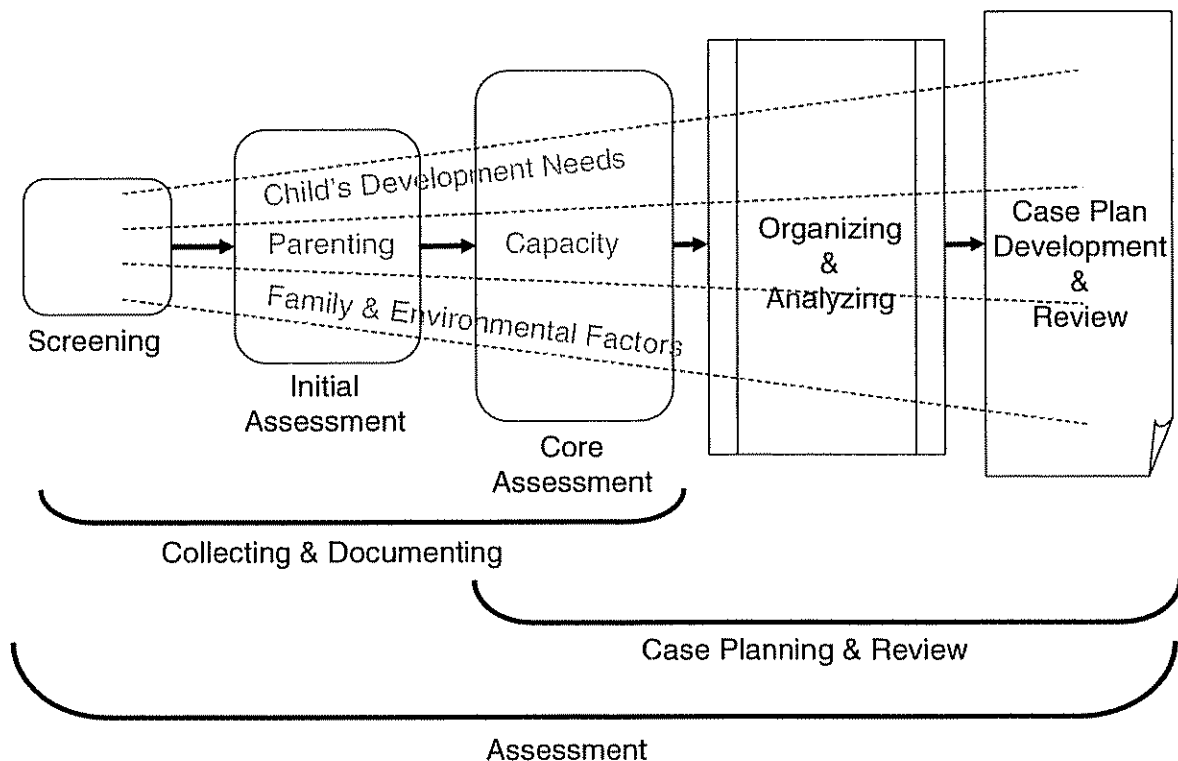 Child's Development Needs
Parenting Capacity
Family & Environmental Factors
Screening
Initial
Assessment
Core
Assessment
Organizing
&
Analyzing
Case Plan
Development
&
Review
Collecting & Documenting
Case Planning & Review
Assessment